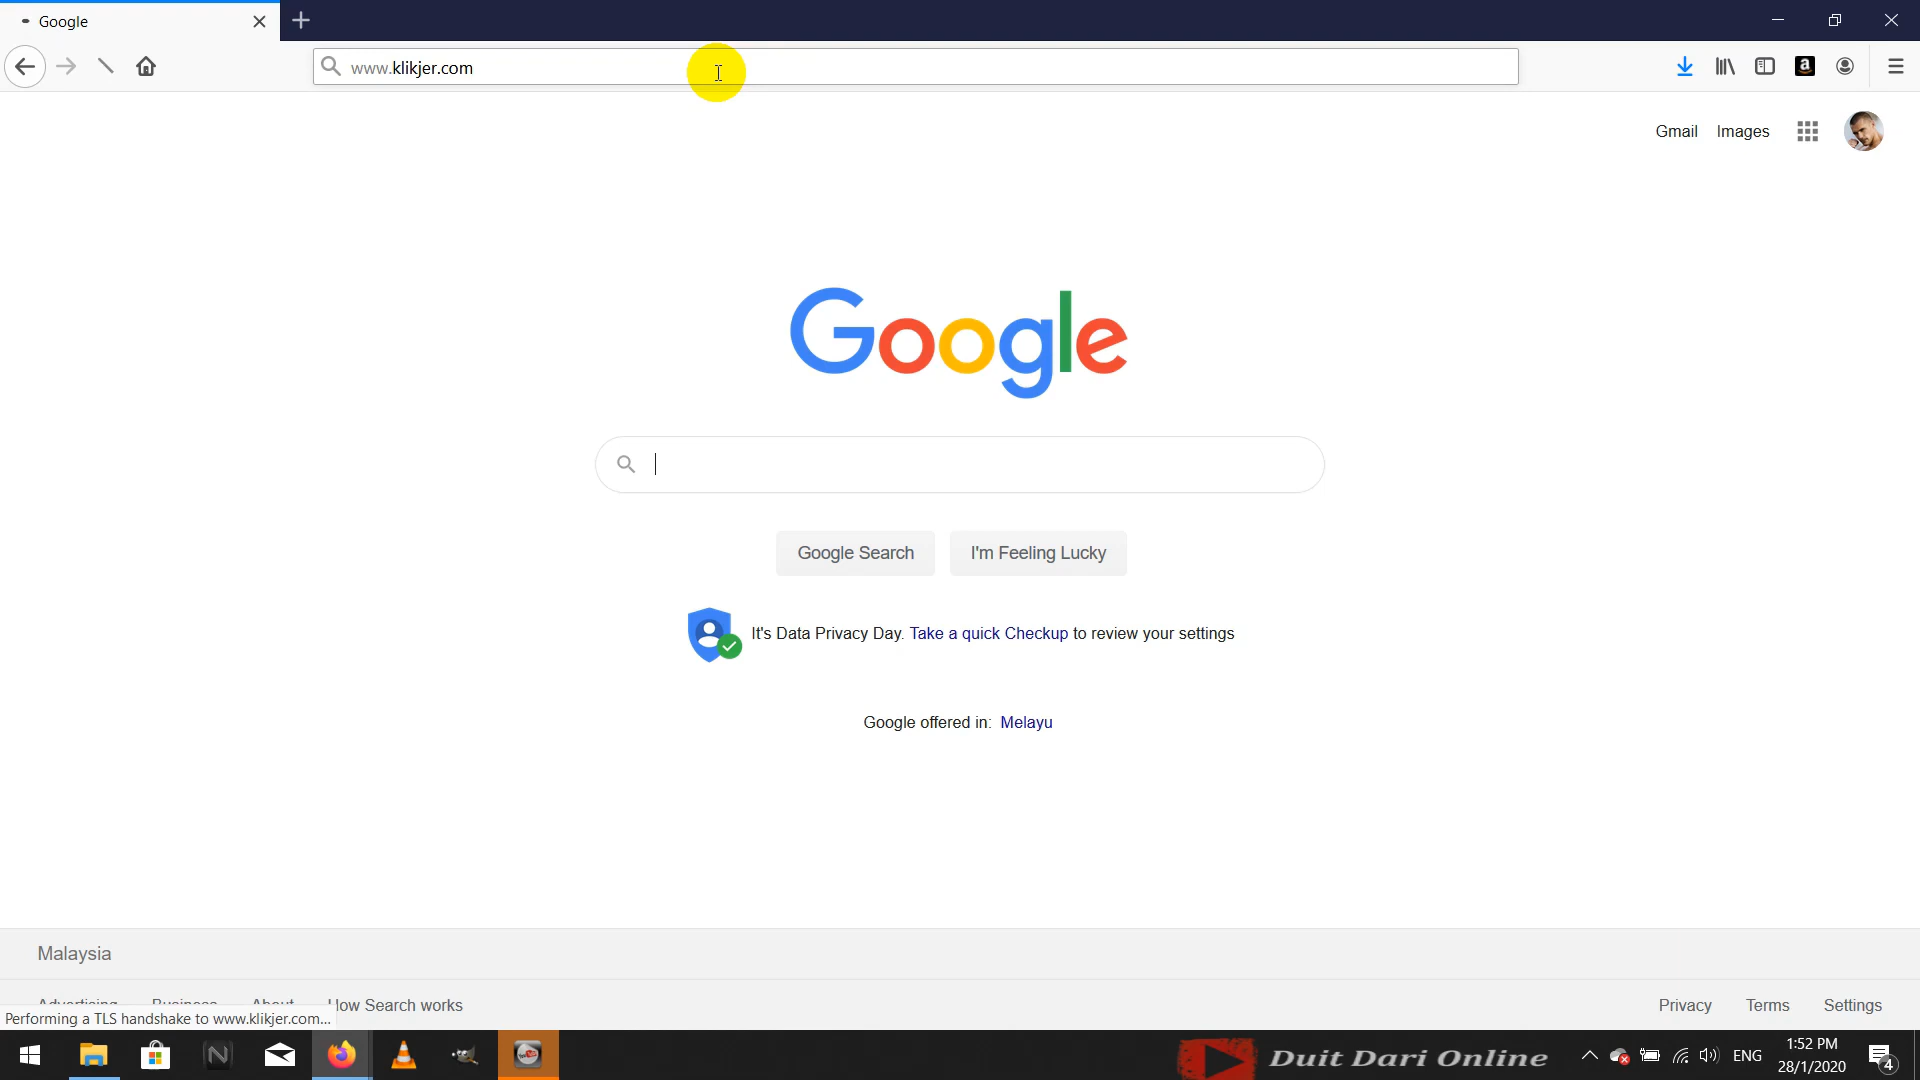 Google
www.klikjer.com
Gmail Images
Google
Google Search I'm Feeling Lucky
It's Data Privacy Day. Take a quick Checkup to review your settings
Google offered in: Melayu
Malaysia
Advertising Business About How Search works
Privacy Terms Settings
Performing a TLS handshake to www.klikjer.com...
Duit Dari Online
ENG
1:52 PM
28/1/2020
4